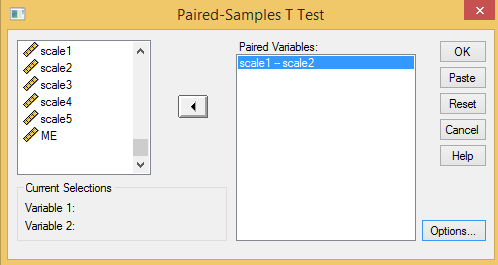 Paired-Samples T Test
scale1
scale2
scale3
scale4
scale5
ME
Current Selections
Variable 1:
Variable 2:
Paired Variables:
scale1 -- scale2
OK
Paste
Reset
Cancel
Help
Options...